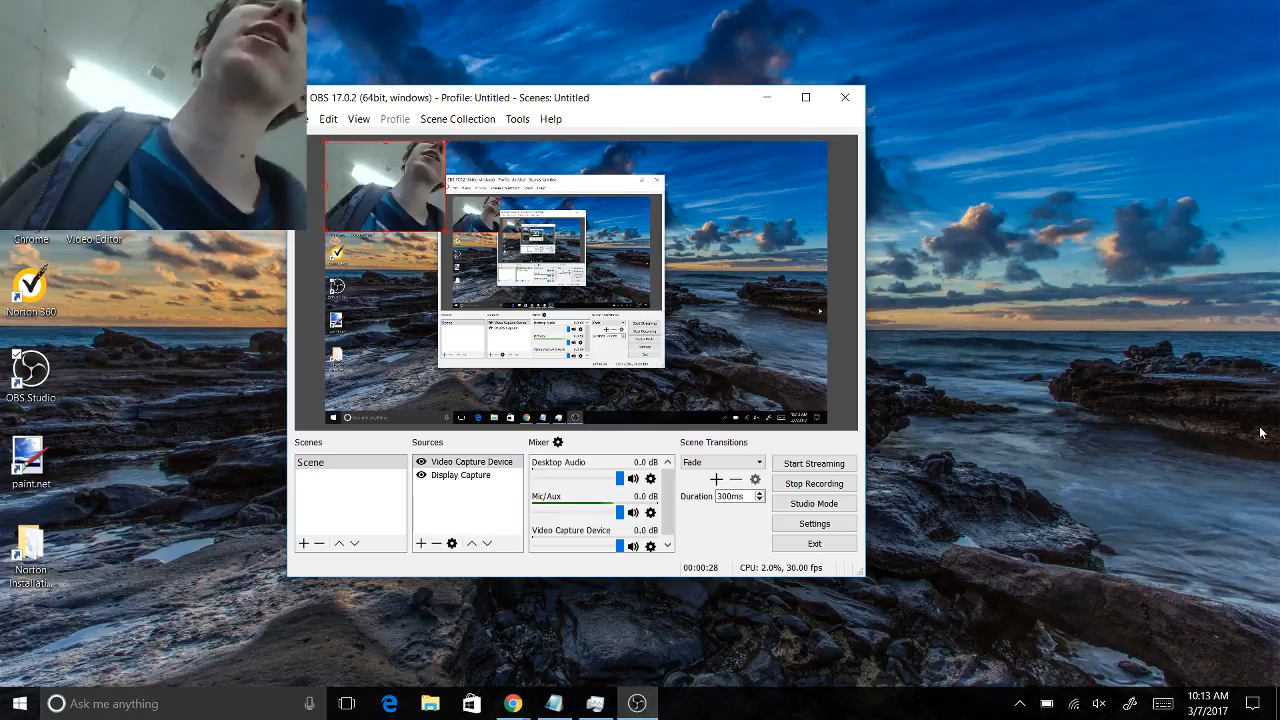 OBS 17.0.2 (64bit, windows) - Profile: Untitled - Scenes: Untitled
Edit View Profile Scene Collection Tools Help
Chrome Video Editor
Norton 360
OBS Studio
paint.net
Norton Installati...
Scenes
Scene
Sources
Video Capture Device
Display Capture
Mixer
Desktop Audio 0.0 dB
Mic/Aux 0.0 dB
Video Capture Device 0.0 dB
Scene Transitions
Fade
Duration 300ms
Start Streaming
Stop Recording
Studio Mode
Settings
Exit
00:00:28 CPU: 2.0%, 30.00 fps
Ask me anything
10:13 AM
3/7/2017